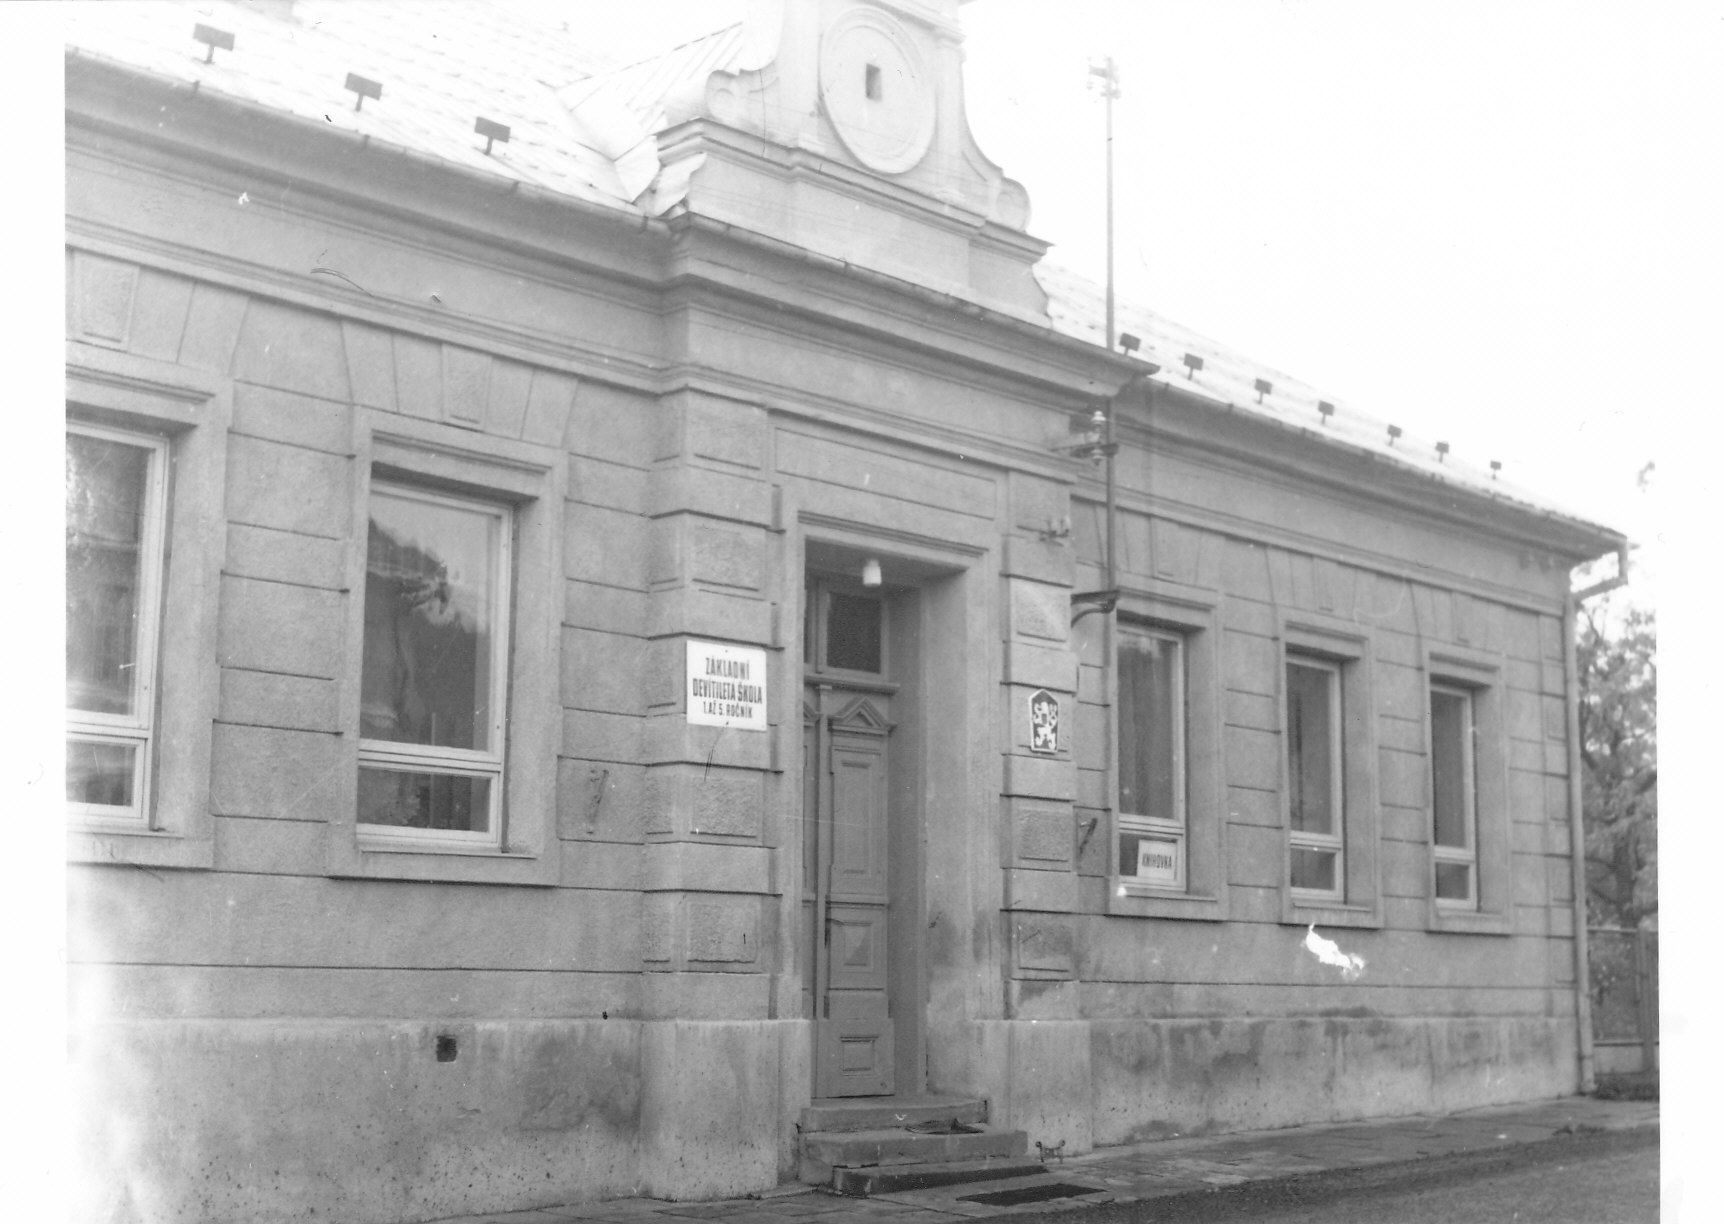 ZÁKLADNÍ
DEVÍTILETÁ ŠKOLA
1. AŽ 5. ROČNÍK
KNIHOVNA